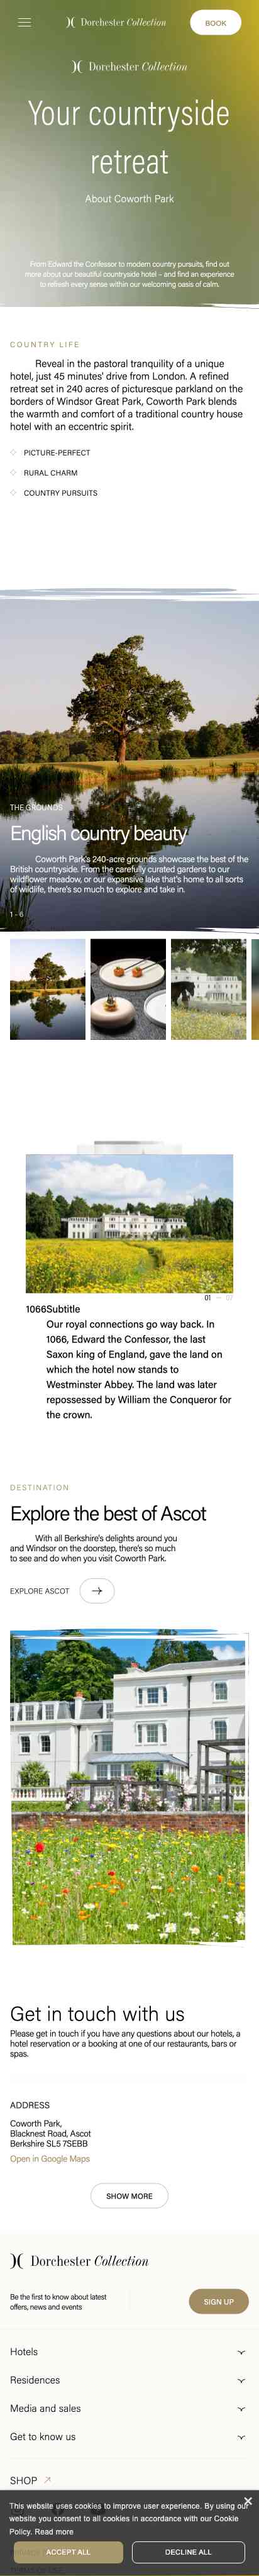 Dorchester Collection
BOOK
Dorchester Collection
Your countryside
retreat
About Coworth Park
From Edward the Confessor to modern country pursuits, find out
more about our beautiful countryside hotel – and find an experience
to refresh every sense within our welcoming oasis of calm.
COUNTRY LIFE
Reveal in the pastoral tranquility of a unique
hotel, just 45 minutes' drive from London. A refined
retreat set in 240 acres of picturesque parkland on the
borders of Windsor Great Park, Coworth Park blends
the warmth and comfort of a traditional country house
hotel with an eccentric spirit.
PICTURE-PERFECT
RURAL CHARM
COUNTRY PURSUITS
THE GROUNDS
English country beauty
Coworth Park's 240-acre grounds showcase the best of the
British countryside. From the carefully curated gardens to our
wildflower meadow, or our expansive lake that's home to all sorts
of wildlife, there's so much to explore and take in.
1 - 6
01 — 07
1066Subtitle
Our royal connections go way back. In
1066, Edward the Confessor, the last
Saxon king of England, gave the land on
which the hotel now stands to
Westminster Abbey. The land was later
repossessed by William the Conqueror for
the crown.
DESTINATION
Explore the best of Ascot
With all Berkshire's delights around you
and Windsor on the doorstep, there's so much
to see and do when you visit Coworth Park.
EXPLORE ASCOT
Get in touch with us
Please get in touch if you have any questions about our hotels, a
hotel reservation or a booking at one of our restaurants, bars or
spas.
ADDRESS
Coworth Park,
Blacknest Road, Ascot
Berkshire SL5 7SEBB
Open in Google Maps
SHOW MORE
Dorchester Collection
Be the first to know about latest
offers, news and events
SIGN UP
Hotels
Residences
Media and sales
Get to know us
SHOP
This website uses cookies to improve user experience. By using our
website you consent to all cookies in accordance with our Cookie
Policy. Read more
ACCEPT ALL
DECLINE ALL